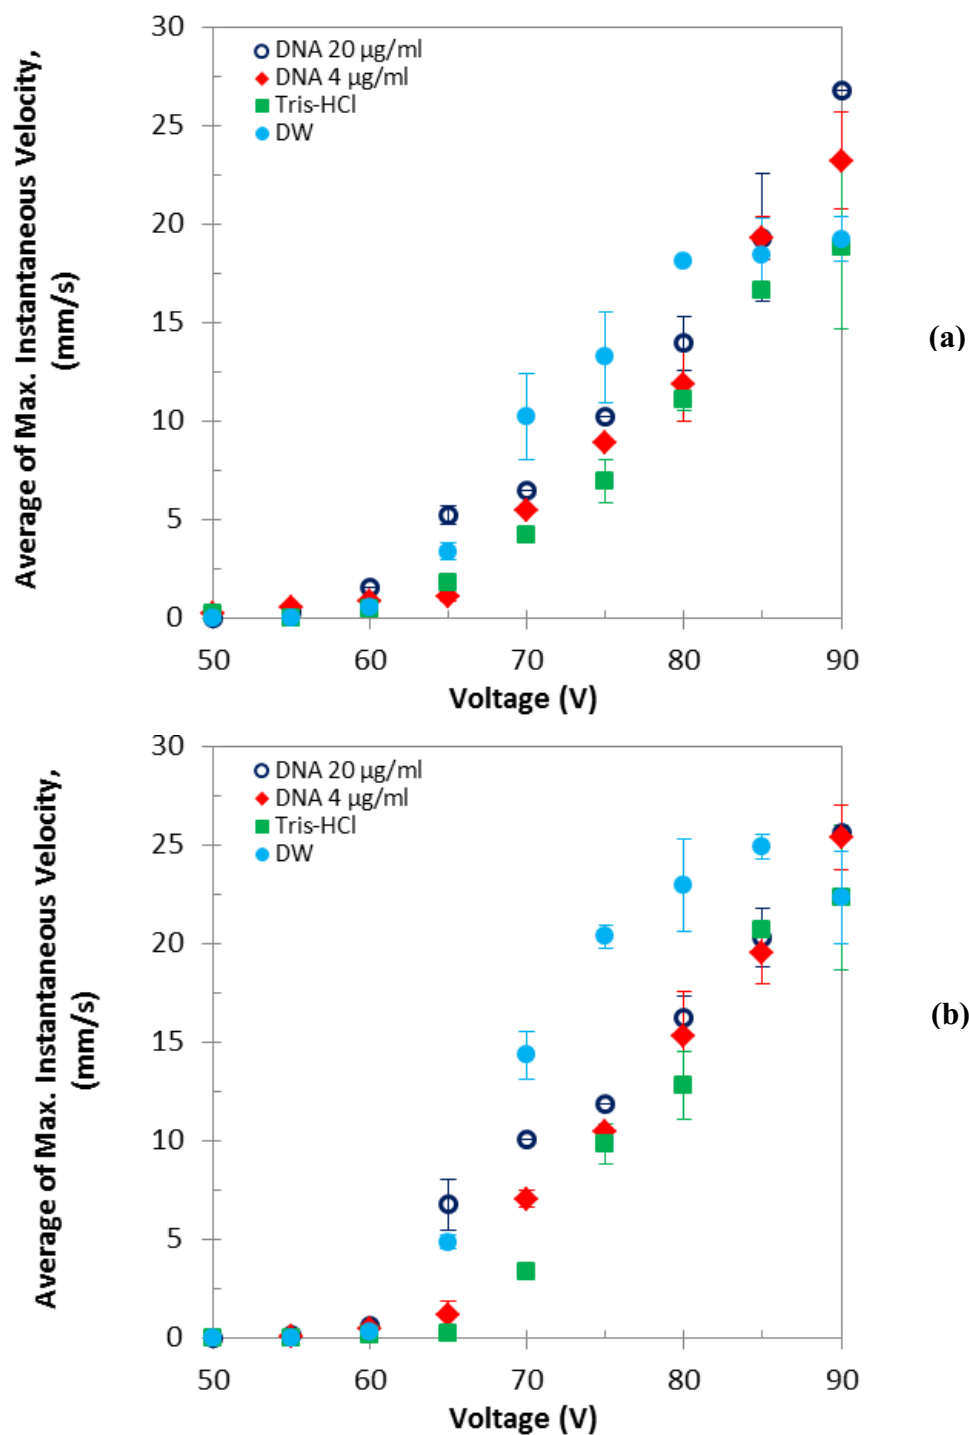 Average of Max. Instantaneous Velocity,
(mm/s)
30
25
20
15
10
5
0
DNA 20 µg/ml
DNA 4 µg/ml
Tris-HCl
DW
50
60
70
80
90
Voltage (V)
(a)
Average of Max. Instantaneous Velocity,
(mm/s)
30
25
20
15
10
5
0
DNA 20 µg/ml
DNA 4 µg/ml
Tris-HCl
DW
50
60
70
80
90
Voltage (V)
(b)